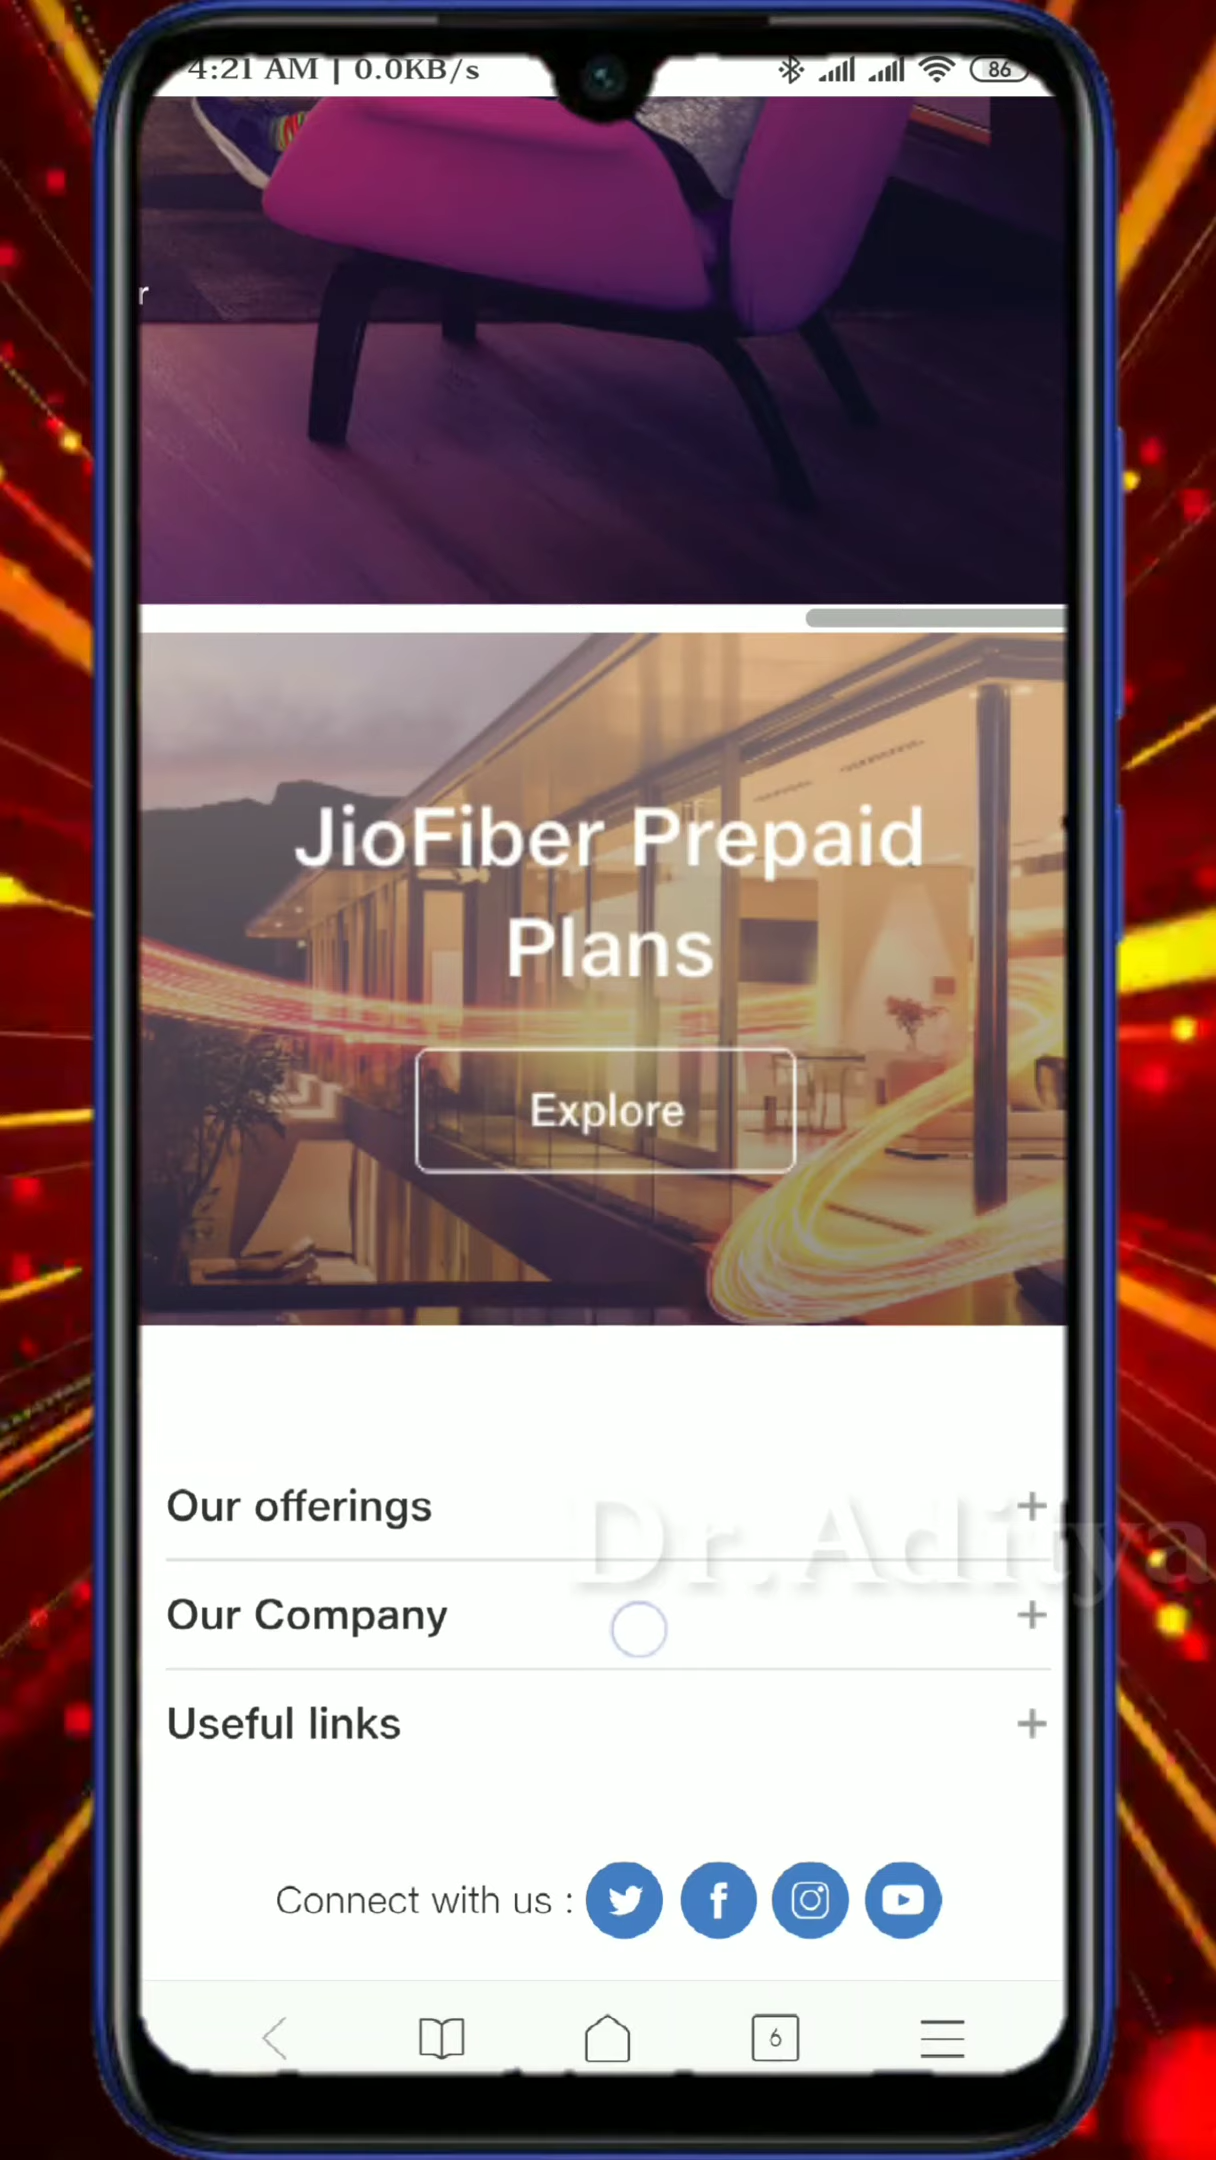 4:21 AM | 0.0KB/s 86
r
JioFiber Prepaid
Plans
Explore
Our offerings +
Dr.Aditya
Our Company +
Useful links +
Connect with us :
6